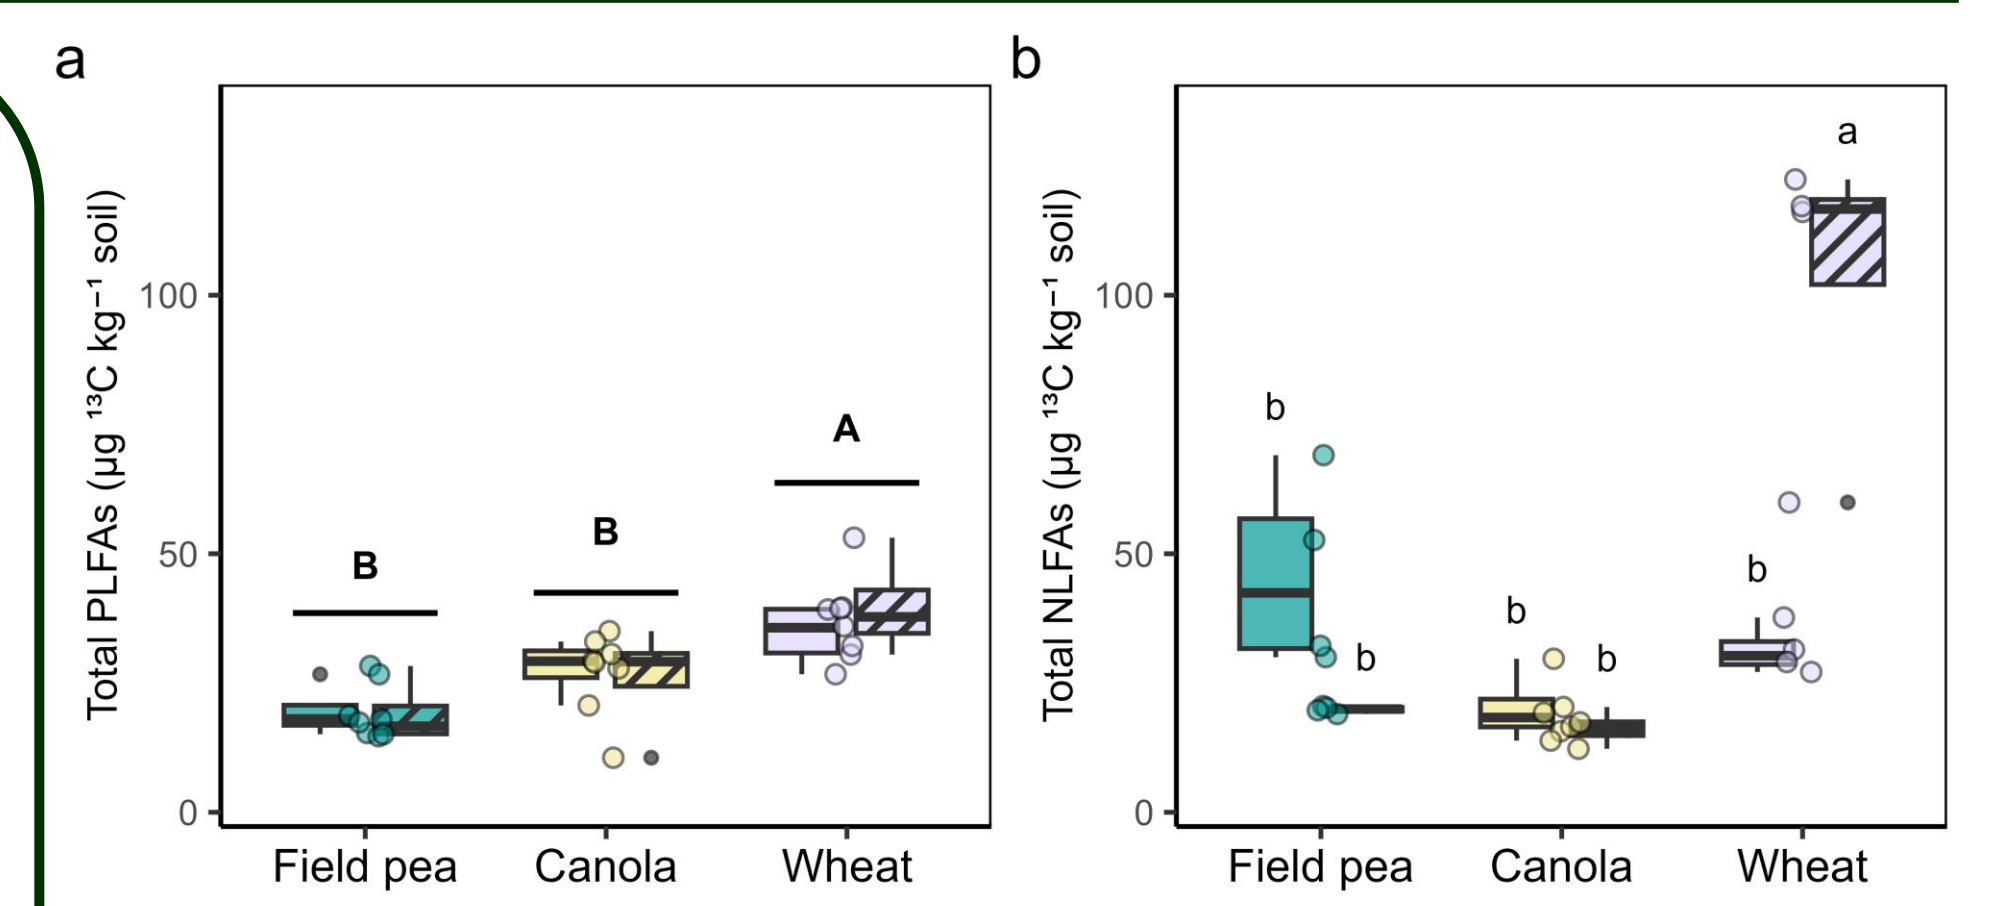 a
Total PLFAs (µg ¹³C kg⁻¹ soil)
100
50
0
B
B
A
Field pea
Canola
Wheat
b
Total NLFAs (µg ¹³C kg⁻¹ soil)
100
50
0
b
b
b
b
b
a
Field pea
Canola
Wheat